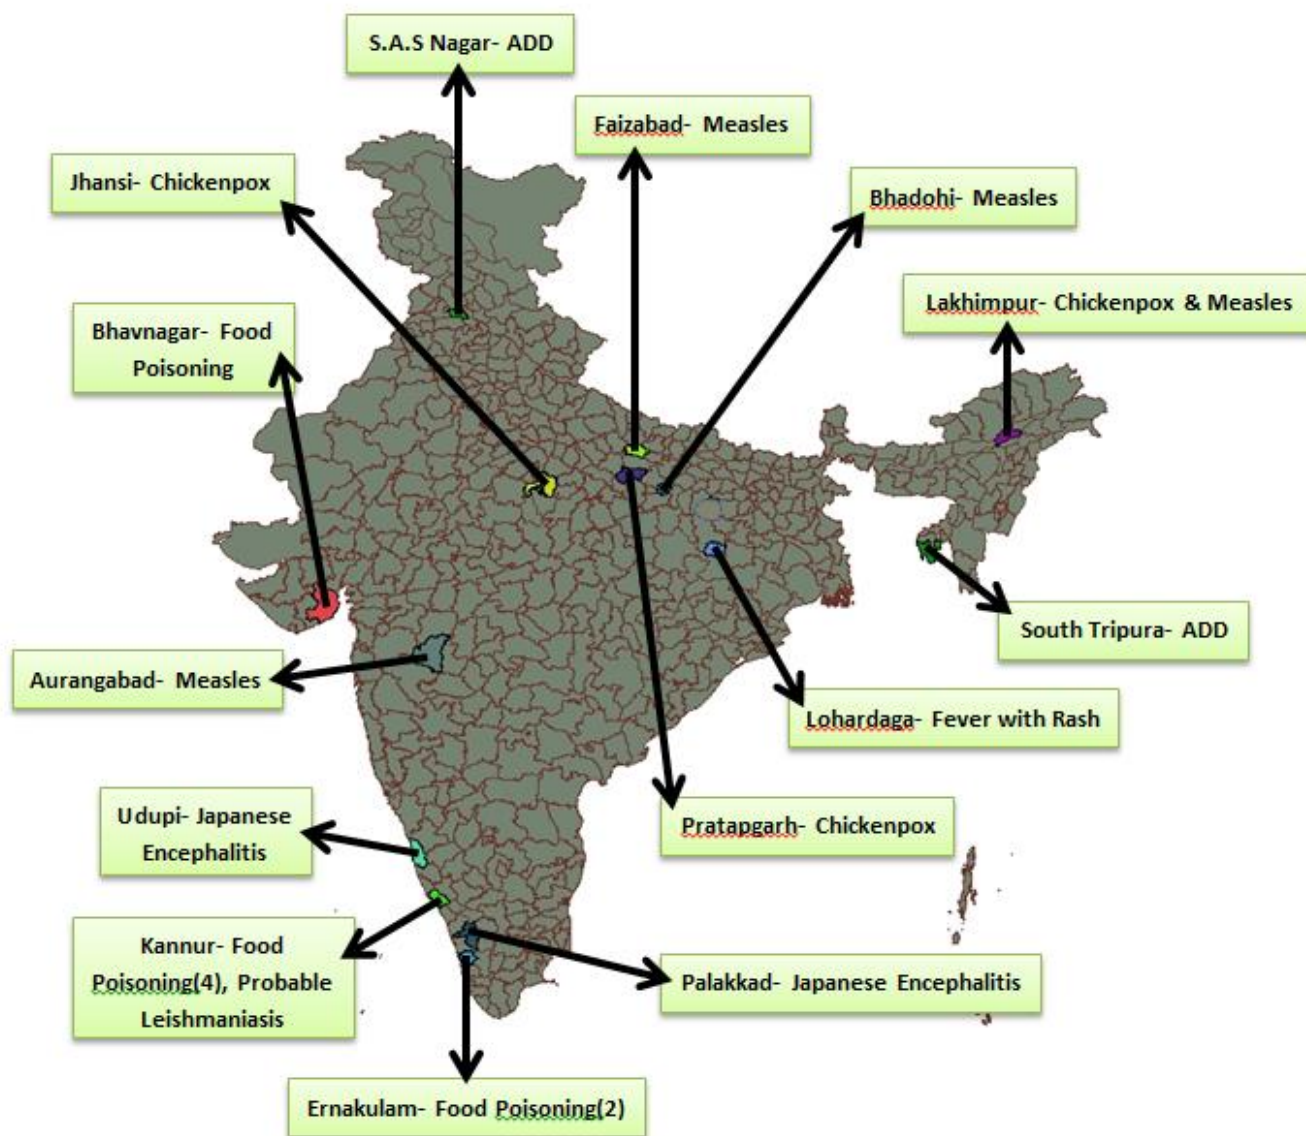 S.A.S Nagar- ADD
Faizabad- Measles
Jhansi- Chickenpox
Bhadohi- Measles
Lakhimpur- Chickenpox & Measles
Bhavnagar- Food
Poisoning
South Tripura- ADD
Aurangabad- Measles
Lohardaga- Fever with Rash
Udupi- Japanese
Encephalitis
Pratapgarh- Chickenpox
Kannur- Food
Poisoning(4), Probable
Leishmaniasis
Palakkad- Japanese Encephalitis
Ernakulam- Food Poisoning(2)